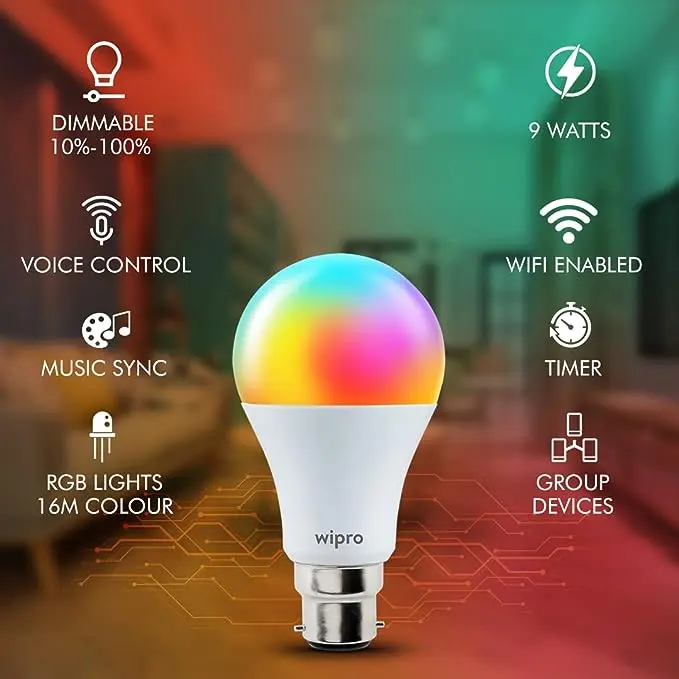 DIMMABLE
10%-100%
VOICE CONTROL
MUSIC SYNC
RGB LIGHTS
16M COLOUR
9 WATTS
WIFI ENABLED
TIMER
GROUP
DEVICES
wipro